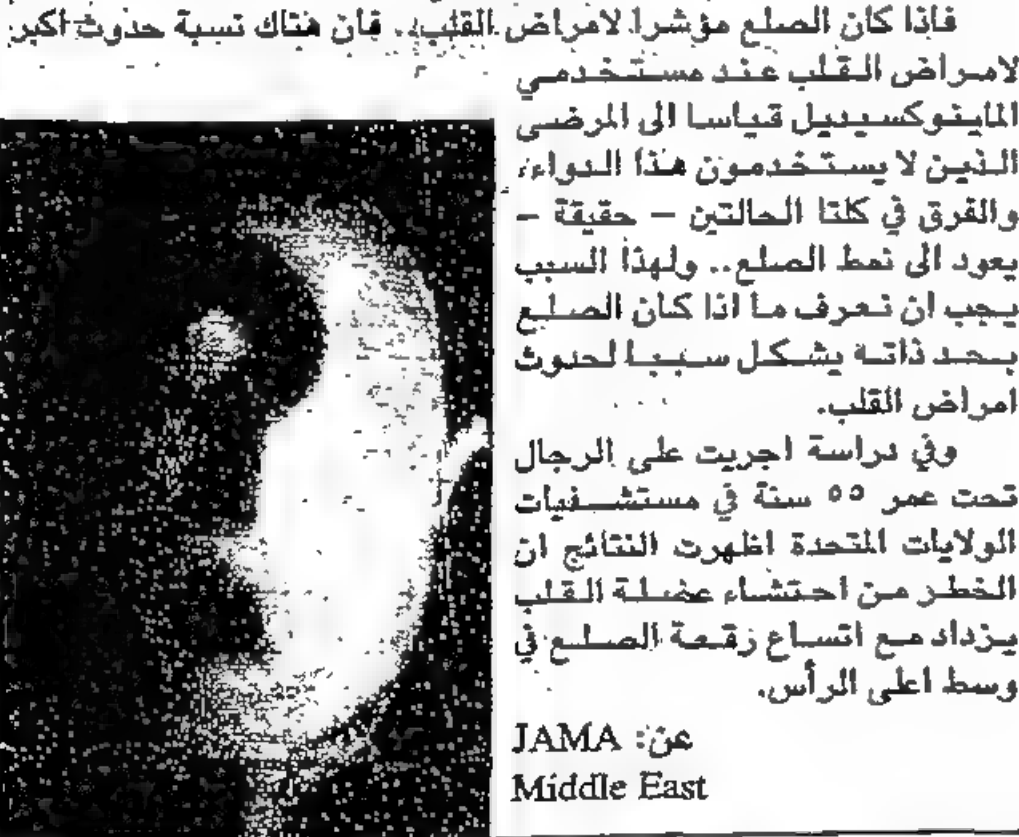 فاذا كان الصلع مؤشرا لامراض القلب، فان هناك نسبة حدوث اكبر
لامراض القلب عند مستخدمي
الماينوكسيديل قياسا الى المرضى
الذين لا يستخدمون هذا الدواء،
والفرق في كلتا الحالتين - حقيقة -
يعود الى نمط الصلع.. ولهذا السبب
يجب ان نعرف ما اذا كان الصلع
بحد ذاته يشكل سببا لحدوث
امراض القلب.
وفي دراسة اجريت على الرجال
تحت عمر ٥٥ سنة في مستشفيات
الولايات المتحدة اظهرت النتائج ان
الخطر من احتشاء عضلة القلب
يزداد مع اتساع رقعة الصلع في
وسط اعلى الرأس.
عن: JAMA
Middle East